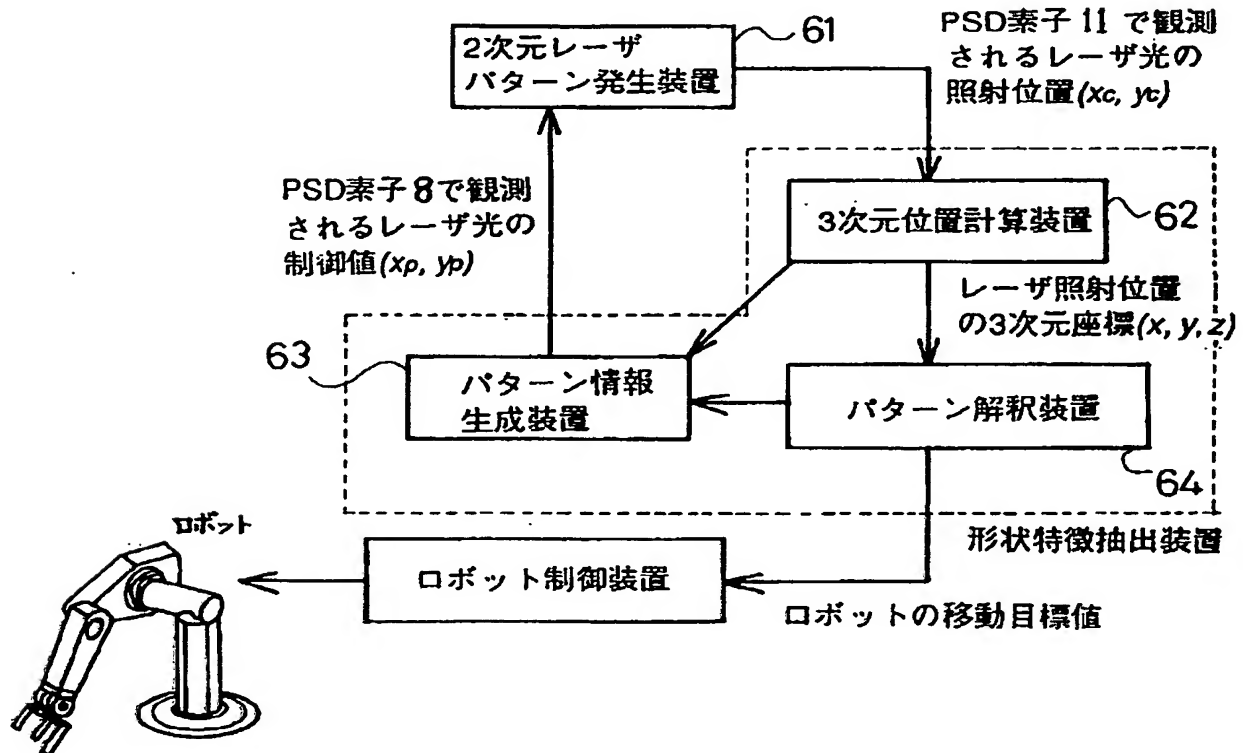 2次元レーザ
パターン発生装置
61
PSD素子11で観測
されるレーザ光の
照射位置(xc, yc)
PSD素子8で観測
されるレーザ光の
制御値(xp, yp)
3次元位置計算装置
62
レーザ照射位置
の3次元座標(x, y, z)
63
パターン情報
生成装置
パターン解釈装置
64
形状特徴抽出装置
ロボット
ロボット制御装置
ロボットの移動目標値